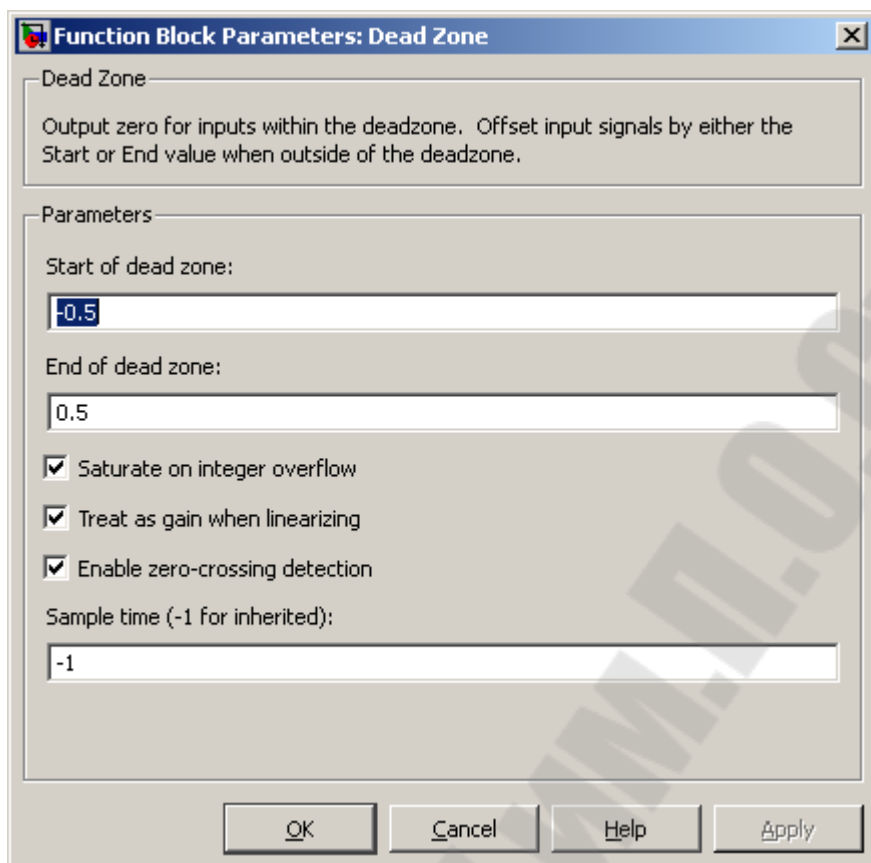 Function Block Parameters: Dead Zone
Dead Zone
Output zero for inputs within the deadzone.  Offset input signals by either the
Start or End value when outside of the deadzone.
Parameters
Start of dead zone:
-0.5
End of dead zone:
0.5
Saturate on integer overflow
Treat as gain when linearizing
Enable zero-crossing detection
Sample time (-1 for inherited):
-1
OK Cancel Help Apply